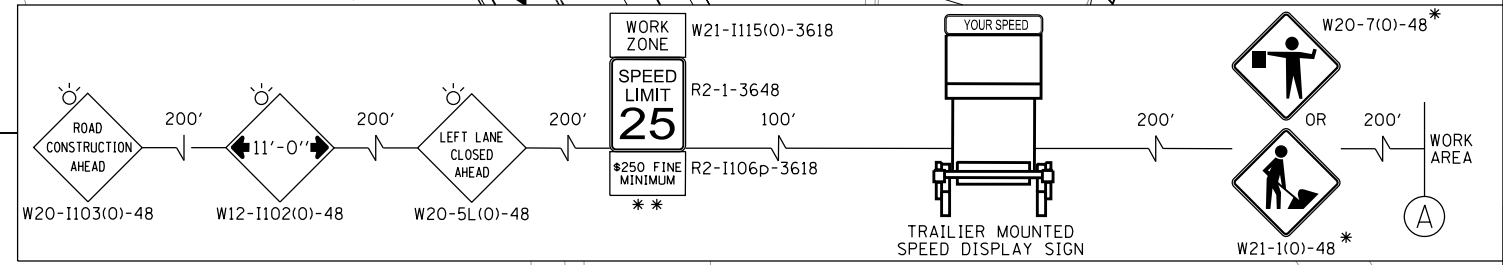 ROAD
CONSTRUCTION
AHEAD
W20-I103(O)-48
200'
11'-0''
W12-I102(O)-48
200'
LEFT LANE
CLOSED
AHEAD
W20-5L(O)-48
200'
WORK
ZONE
W21-I115(O)-3618
SPEED
LIMIT
25
R2-1-3648
$250 FINE
MINIMUM
R2-I106p-3618
* *
100'
YOUR SPEED
TRAILIER MOUNTED
SPEED DISPLAY SIGN
200'
W20-7(O)-48*
OR
W21-1(O)-48*
200'
WORK
AREA
A